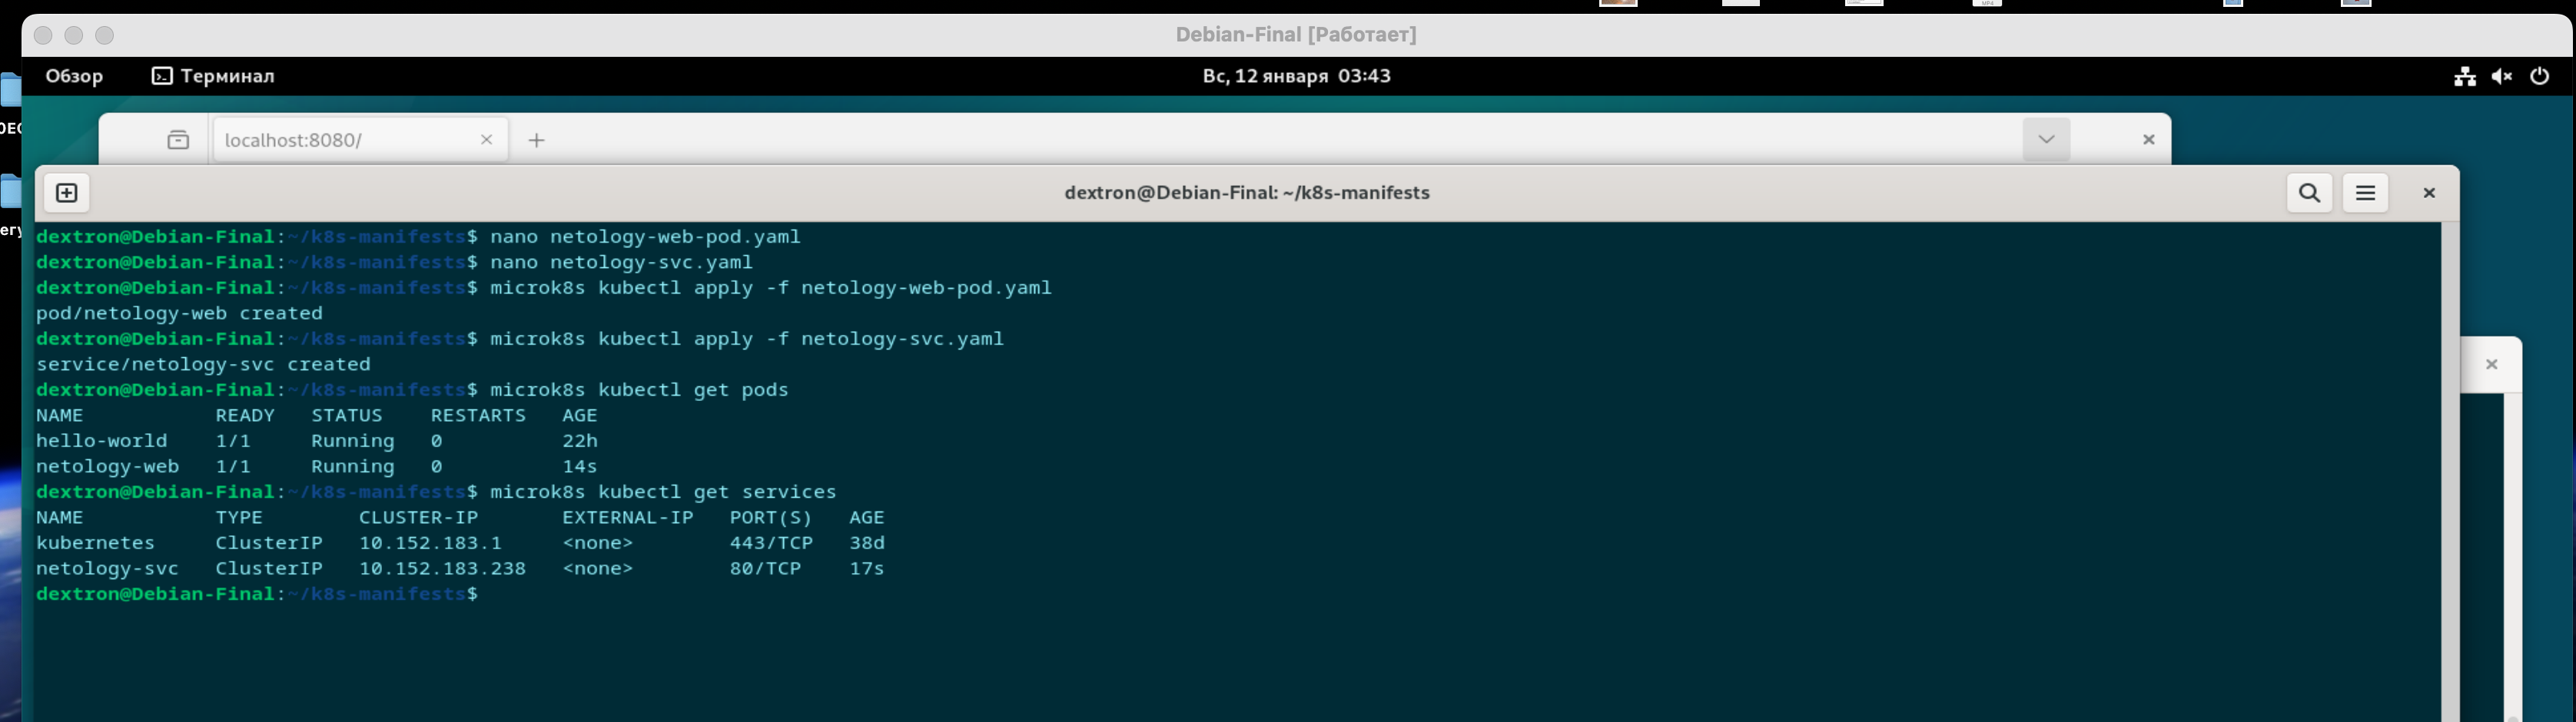 Debian-Final [Работает]
Обзор Терминал Вс, 12 января 03:43
localhost:8080/
dextron@Debian-Final: ~/k8s-manifests
dextron@Debian-Final:~/k8s-manifests$ nano netology-web-pod.yaml
dextron@Debian-Final:~/k8s-manifests$ nano netology-svc.yaml
dextron@Debian-Final:~/k8s-manifests$ microk8s kubectl apply -f netology-web-pod.yaml
pod/netology-web created
dextron@Debian-Final:~/k8s-manifests$ microk8s kubectl apply -f netology-svc.yaml
service/netology-svc created
dextron@Debian-Final:~/k8s-manifests$ microk8s kubectl get pods
NAME READY STATUS RESTARTS AGE
hello-world 1/1 Running 0 22h
netology-web 1/1 Running 0 14s
dextron@Debian-Final:~/k8s-manifests$ microk8s kubectl get services
NAME TYPE CLUSTER-IP EXTERNAL-IP PORT(S) AGE
kubernetes ClusterIP 10.152.183.1 <none> 443/TCP 38d
netology-svc ClusterIP 10.152.183.238 <none> 80/TCP 17s
dextron@Debian-Final:~/k8s-manifests$